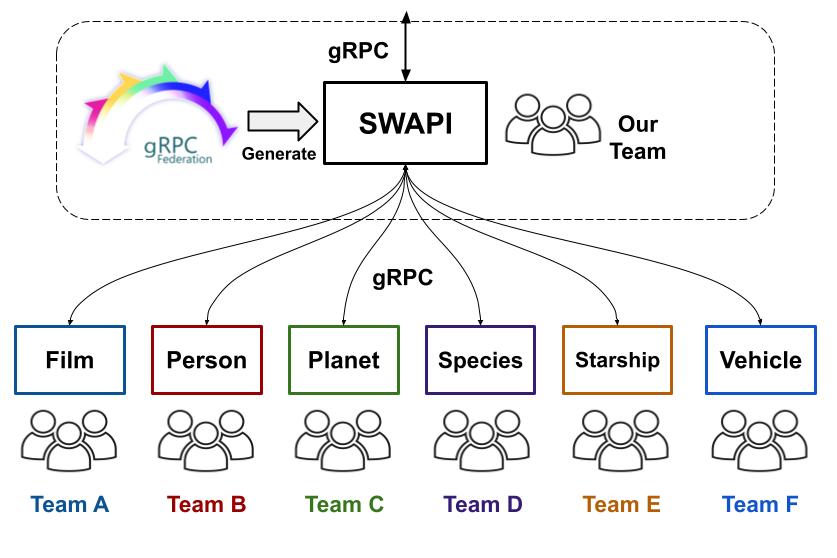 gRPC
gRPC
Federation
Generate
SWAPI
Our
Team
gRPC
Film
Person
Planet
Species
Starship
Vehicle
Team A
Team B
Team C
Team D
Team E
Team F